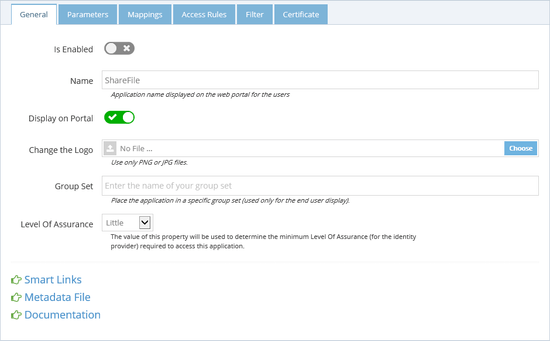 General Parameters Mappings Access Rules Filter Certificate
Is Enabled
Name ShareFile
Application name displayed on the web portal for the users
Display on Portal
Change the Logo No File ... Choose
Use only PNG or JPG files.
Group Set Enter the name of your group set
Place the application in a specific group set (used only for the end user display).
Level Of Assurance Little
The value of this property will be used to determine the minimum Level Of Assurance (for the identity
provider) required to access this application.
Smart Links
Metadata File
Documentation